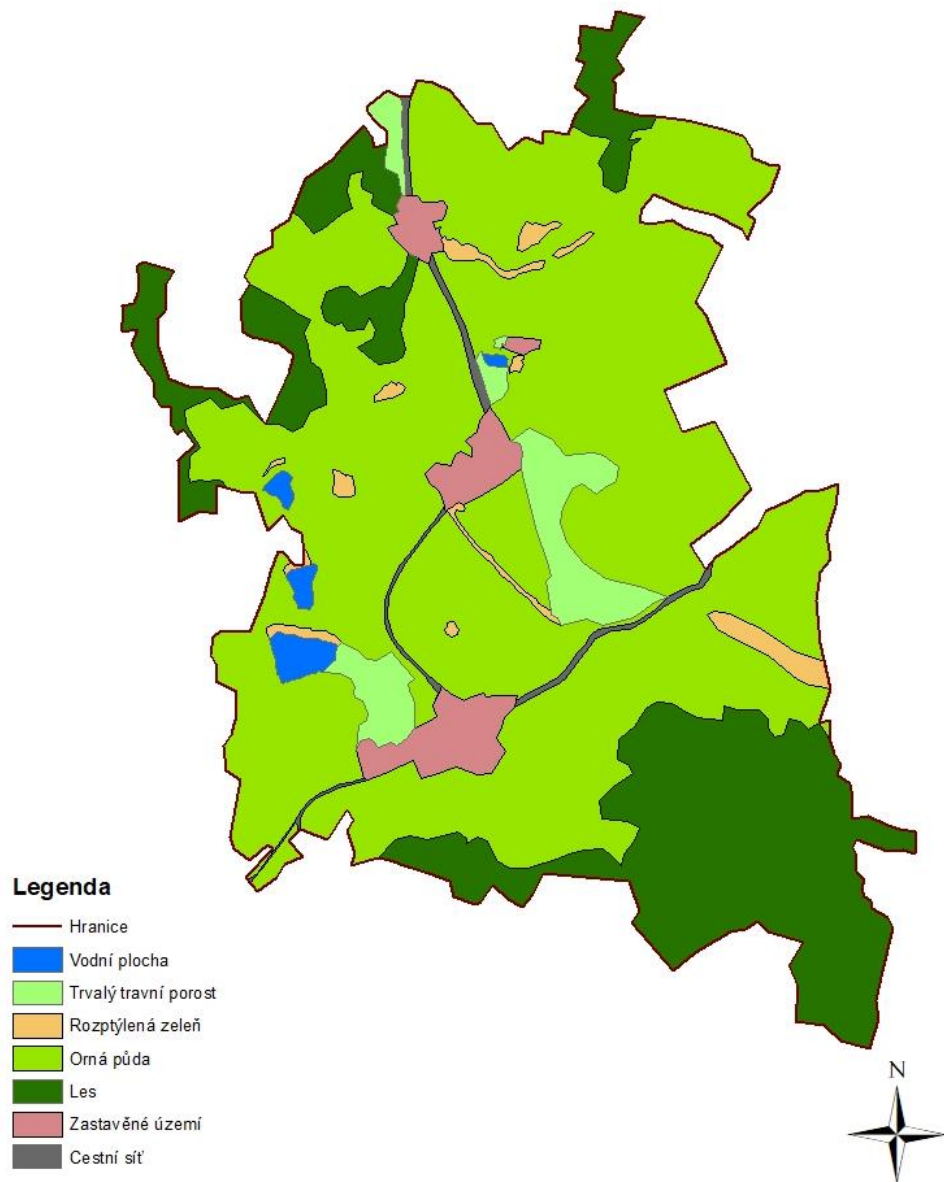 Legenda
Hranice
Vodní plocha
Trvalý travní porost
Rozptýlená zeleň
Orná půda
Les
Zastavěné území
Cestní síť
N